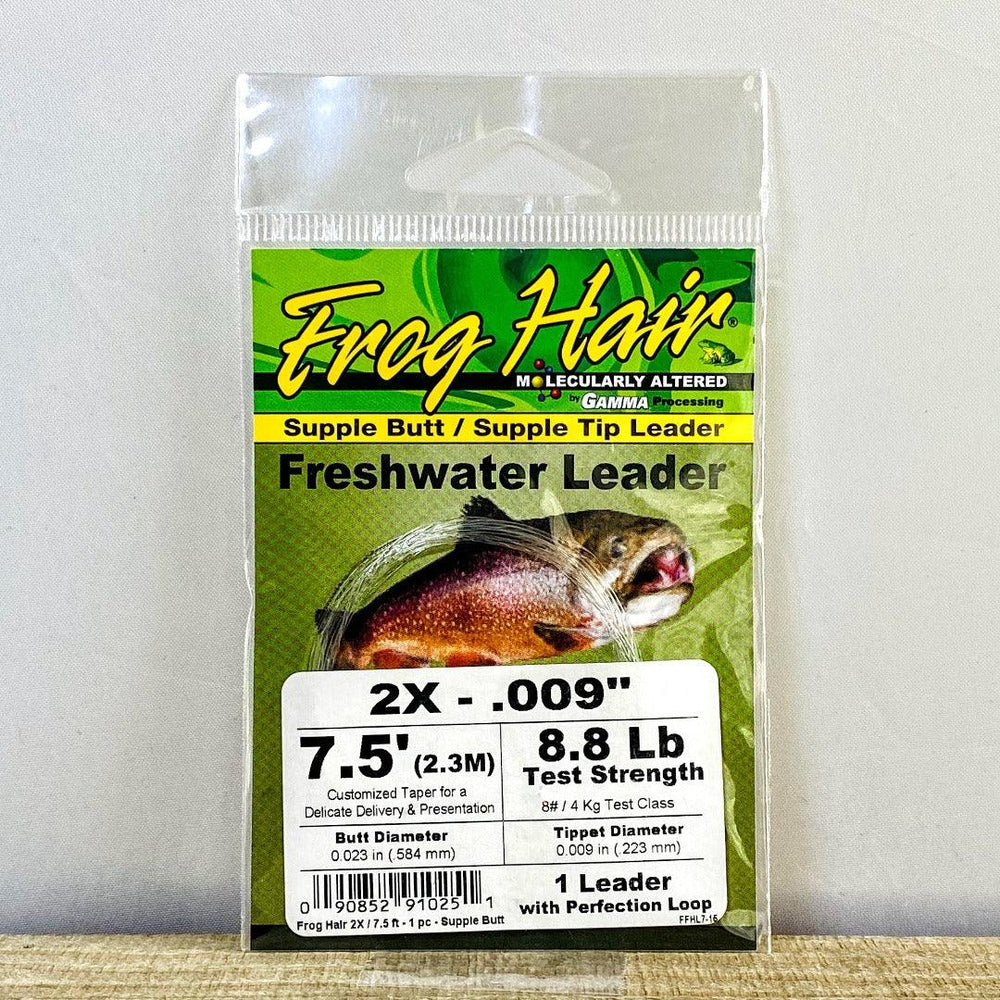 Frog Hair®
MOLECULARLY ALTERED
by GAMMA Processing
Supple Butt / Supple Tip Leader
Freshwater Leader
2X - .009"
7.5' (2.3M)
Customized Taper for a
Delicate Delivery & Presentation
8.8 Lb
Test Strength
8# / 4 Kg Test Class
Butt Diameter
0.023 in (.584 mm)
Tippet Diameter
0.009 in (.223 mm)
0 90852 91025 1
Frog Hair 2X / 7.5 ft - 1 pc - Supple Butt
1 Leader
with Perfection Loop
FFHL7-16